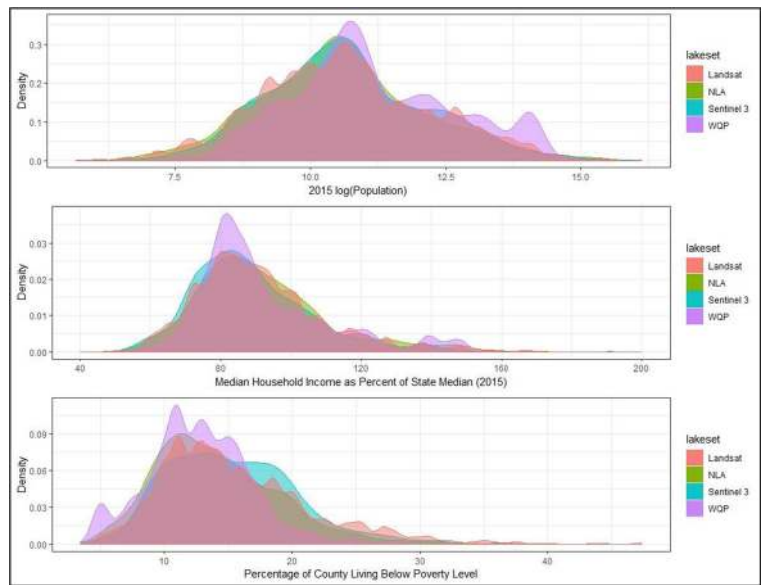 0.3
0.2
0.1
0.0
Density
7.5
10.0
12.5
15.0
2015 log(Population)
lakeset
Landsat
NLA
Sentinel 3
WQP
0.03
0.02
0.01
0.00
Density
40
80
120
160
200
Median Household Income as Percent of State Median (2015)
lakeset
Landsat
NLA
Sentinel 3
WQP
0.09
0.06
0.03
0.00
Density
10
20
30
40
Percentage of County Living Below Poverty Level
lakeset
Landsat
NLA
Sentinel 3
WQP